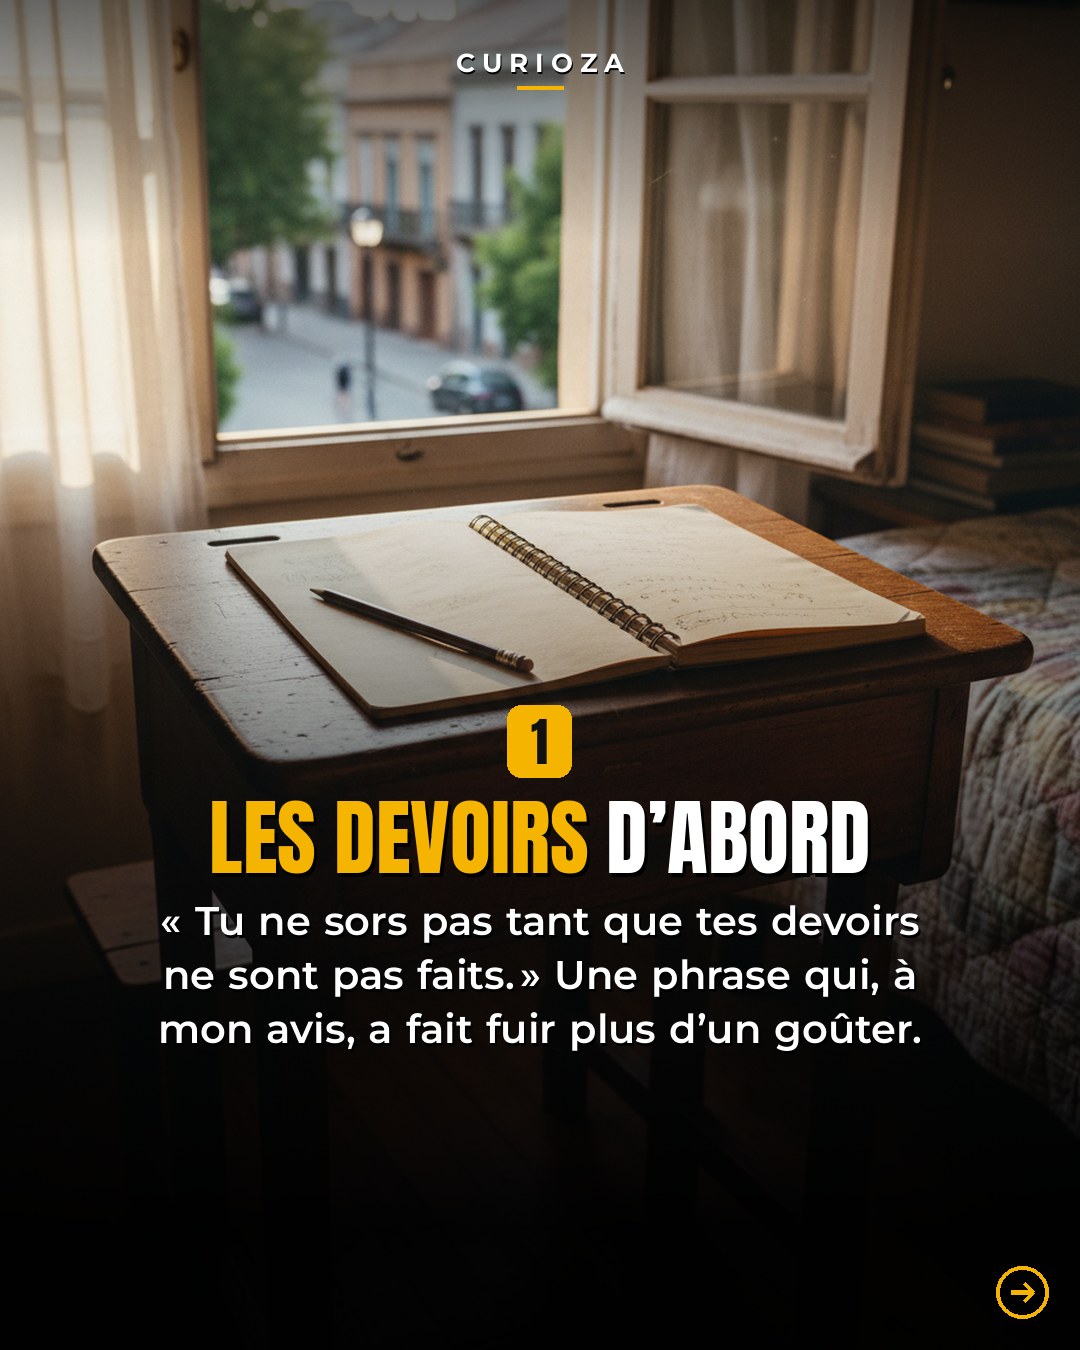 CURIOZA
1
LES DEVOIRS D’ABORD
« Tu ne sors pas tant que tes devoirs
ne sont pas faits.» Une phrase qui, à
mon avis, a fait fuir plus d’un goûter.